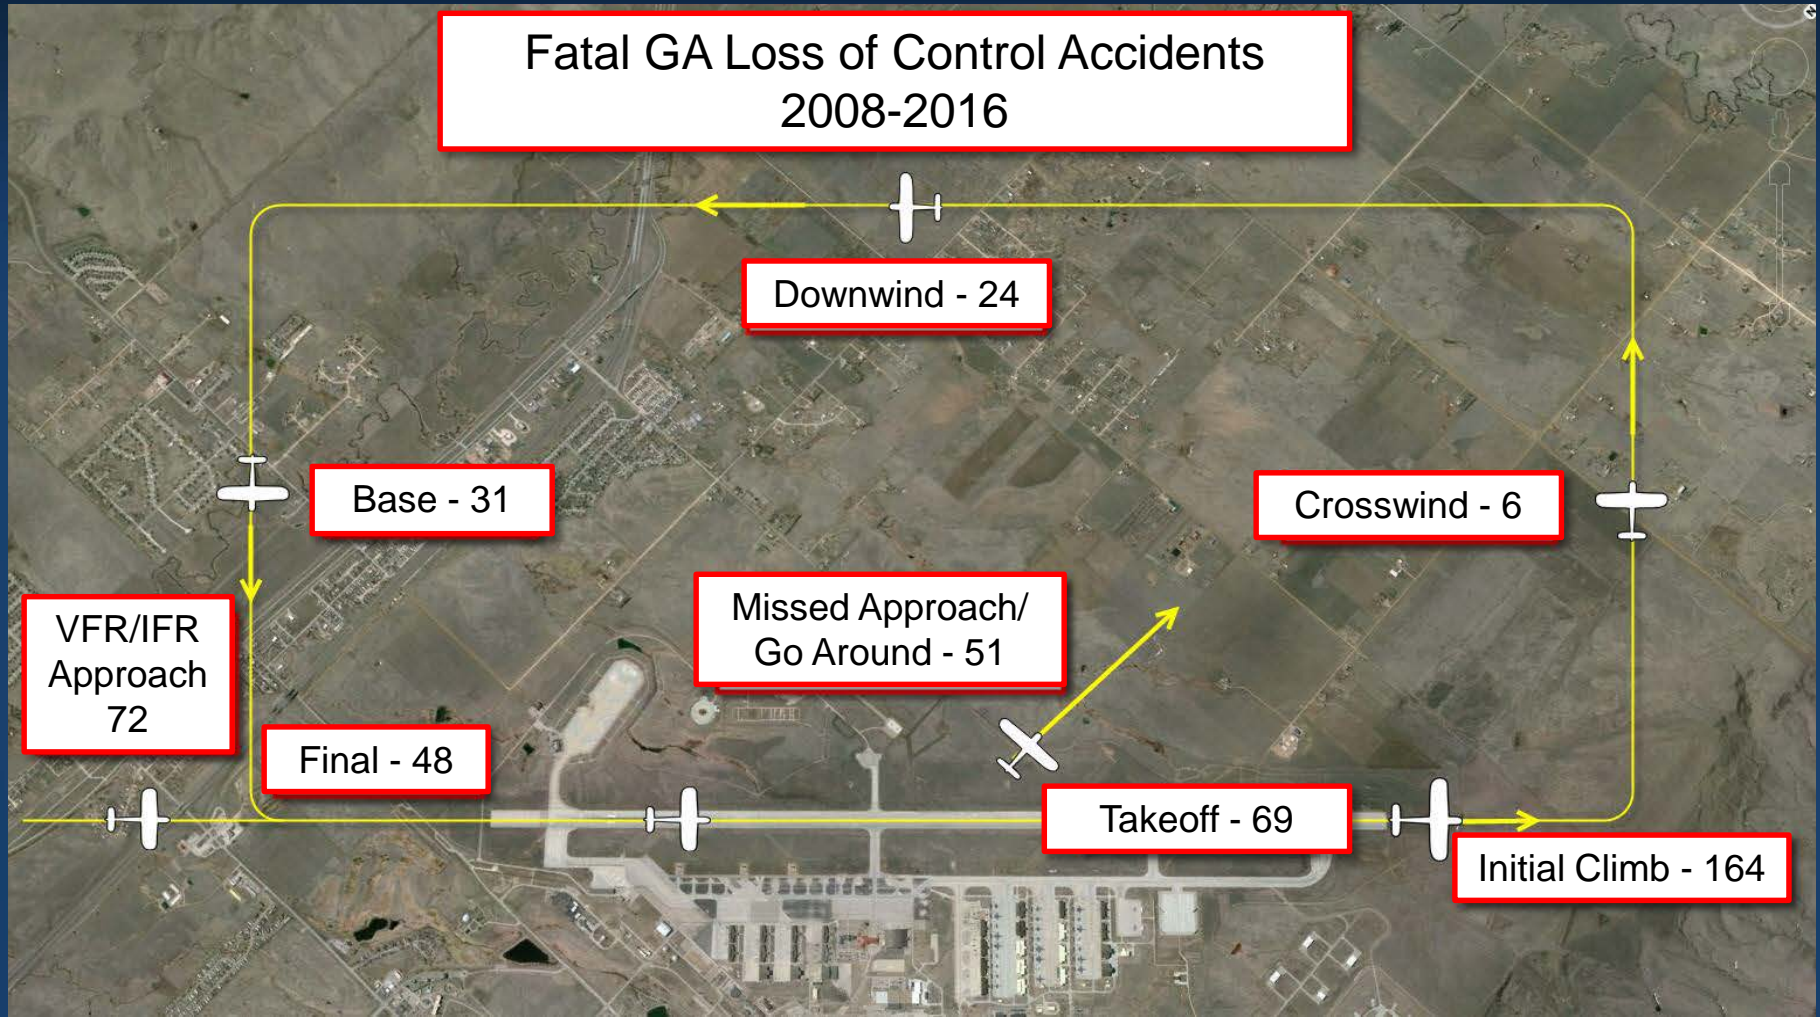 Fatal GA Loss of Control Accidents
2008-2016
Downwind - 24
Base - 31
Crosswind - 6
Missed Approach/
Go Around - 51
VFR/IFR
Approach
72
Final - 48
Takeoff - 69
Initial Climb - 164
N